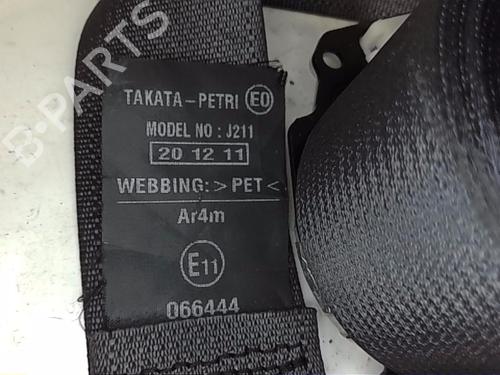 B-PARTS
TAKATA-PETRI E0
MODEL NO : J211
20 12 11
WEBBING: > PET <
Ar4m
E11
066444